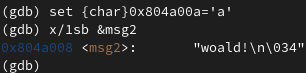 (gdb) set {char}0x804a00a='a'
(gdb) x/1sb &msg2
0x804a008 <msg2>: "woald!\n\034"
(gdb)